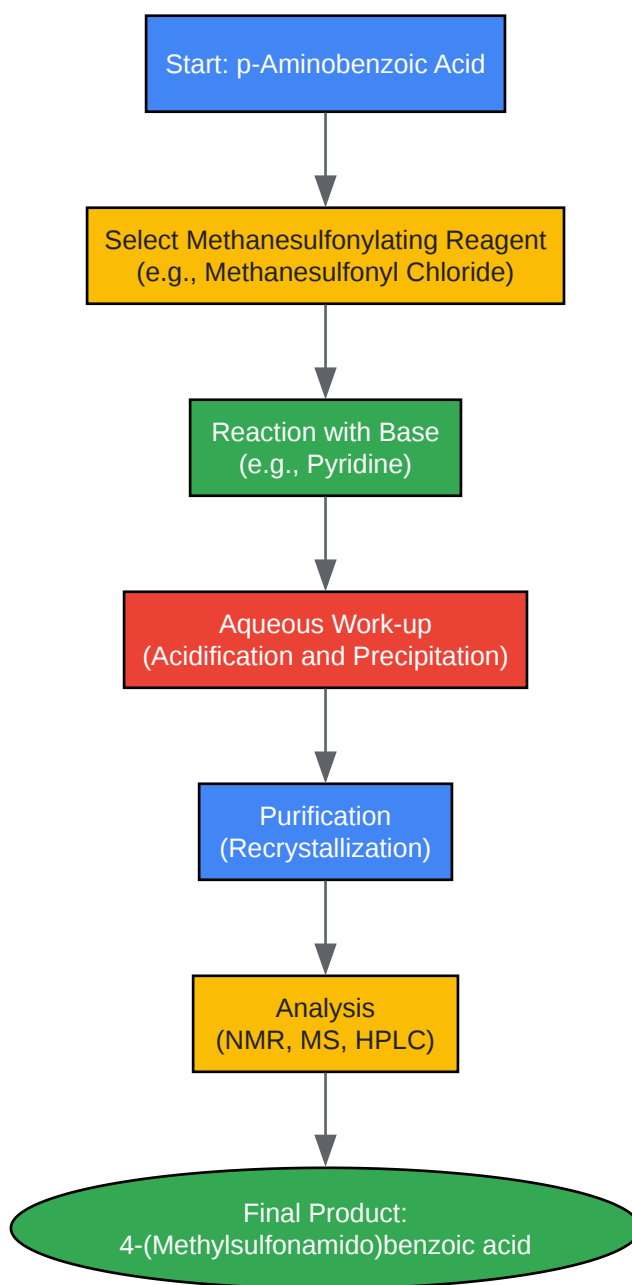 Start: p-Aminobenzoic Acid
Select Methanesulfonylating Reagent
(e.g., Methanesulfonyl Chloride)
Reaction with Base
(e.g., Pyridine)
Aqueous Work-up
(Acidification and Precipitation)
Purification
(Recrystallization)
Analysis
(NMR, MS, HPLC)
Final Product:
4-(Methylsulfonamido)benzoic acid